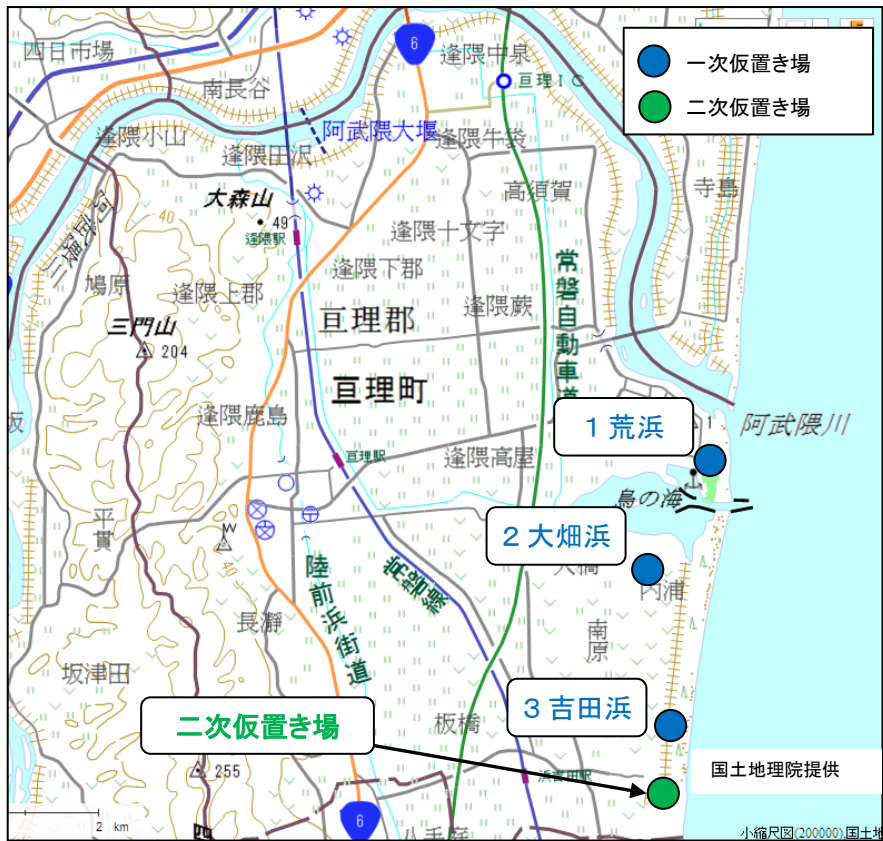 一次仮置き場
二次仮置き場
四日市場
6
逢隈中泉
亘理IC
南長谷
逢隈小山
阿武隈大堰
逢隈牛袋
逢隈田沢
大森山
49
逢隈駅
高須賀
寺島
40
逢隈十文字
鳩原
逢隈上郡
逢隈下郡
三門山
204
亘理郡
逢隈蕨
常磐自動車道
亘理町
逢隈鹿島
1 荒浜
1
阿武隈川
亘理駅
逢隈高屋
鳥の海
平貫
40
2 大畑浜
内浦
陸前浜街道
常磐線
長瀞
南原
坂津田
3 吉田浜
二次仮置き場
板橋
255
浜吉田駅
国土地理院提供
2 km
6
小縮尺図(200000),国土地